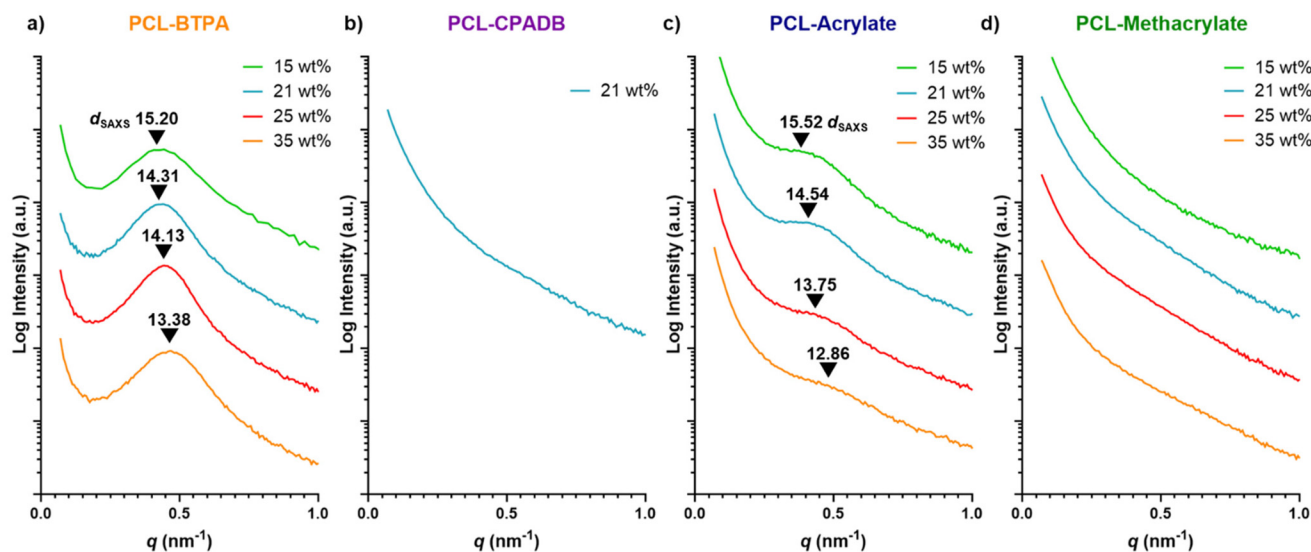 a) PCL-BTPA
15 wt%
21 wt%
25 wt%
35 wt%
dSAXS 15.20
14.31
14.13
13.38
Log Intensity (a.u.)
0.0 0.5 1.0
q (nm⁻¹)
b) PCL-CPADB
21 wt%
Log Intensity (a.u.)
0.0 0.5 1.0
q (nm⁻¹)
c) PCL-Acrylate
15 wt%
21 wt%
25 wt%
35 wt%
15.52 dSAXS
14.54
13.75
12.86
Log Intensity (a.u.)
0.0 0.5 1.0
q (nm⁻¹)
d) PCL-Methacrylate
15 wt%
21 wt%
25 wt%
35 wt%
Log Intensity (a.u.)
0.0 0.5 1.0
q (nm⁻¹)